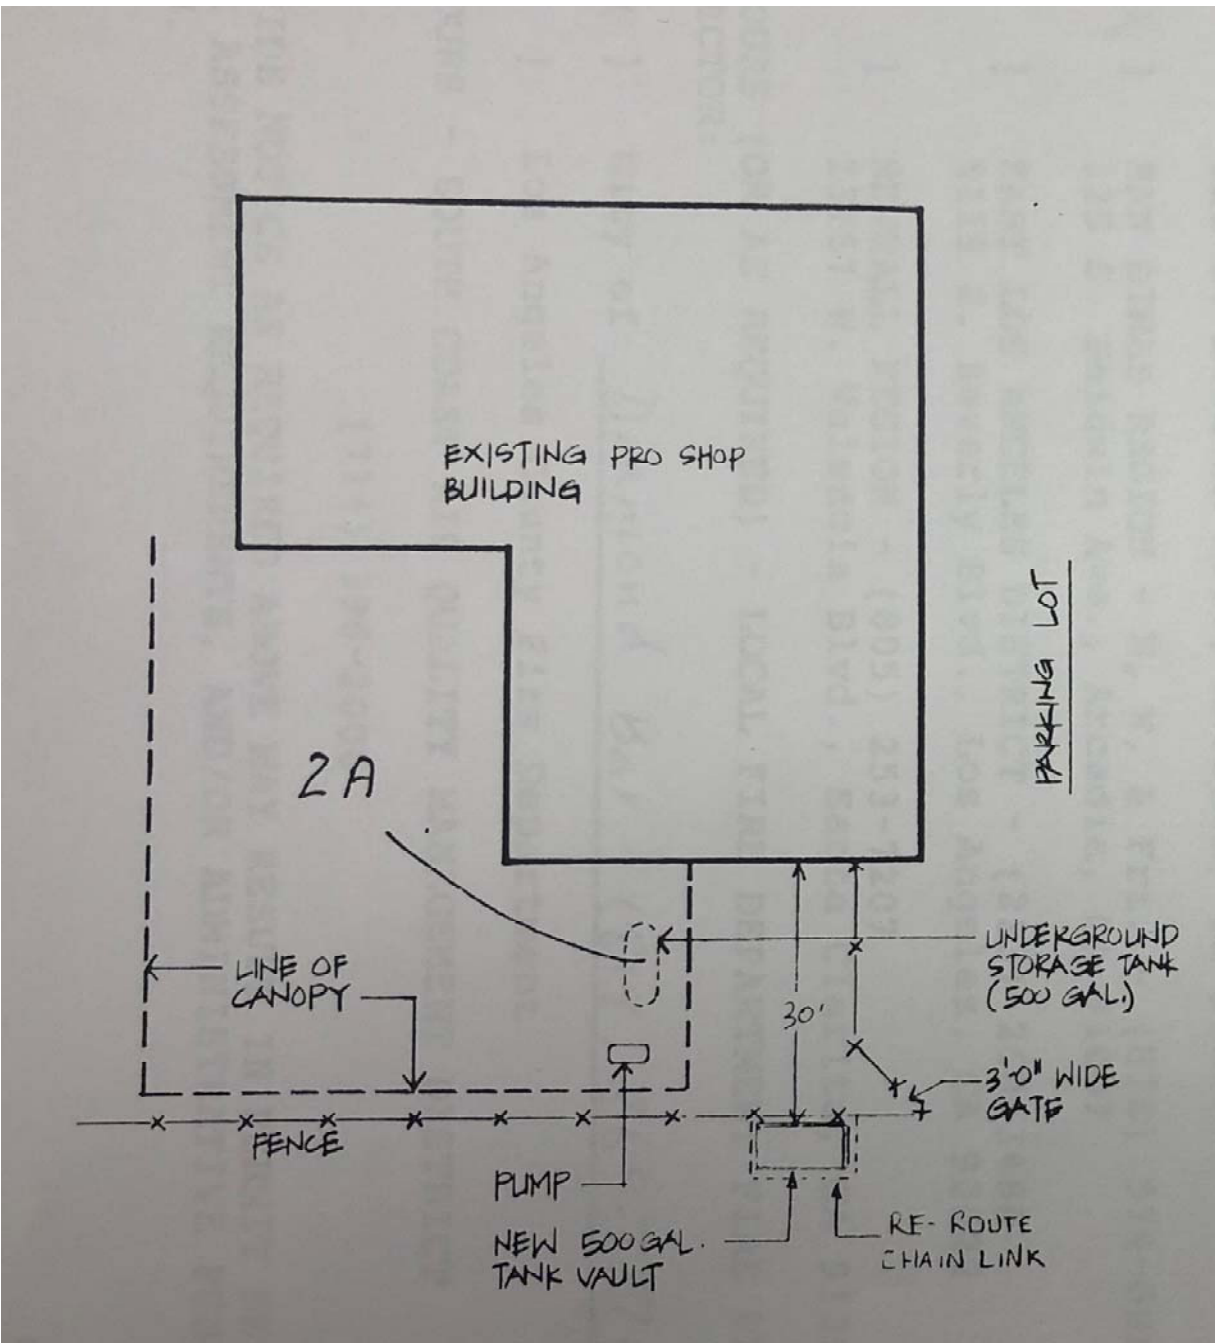 EXISTING PRO SHOP
BUILDING
PARKING LOT
2A
UNDERGROUND
STORAGE TANK
(500 GAL.)
LINE OF
CANOPY
30'
3'-0" WIDE
GATE
FENCE
PUMP
NEW 500 GAL.
TANK VAULT
RE-ROUTE
CHAIN LINK